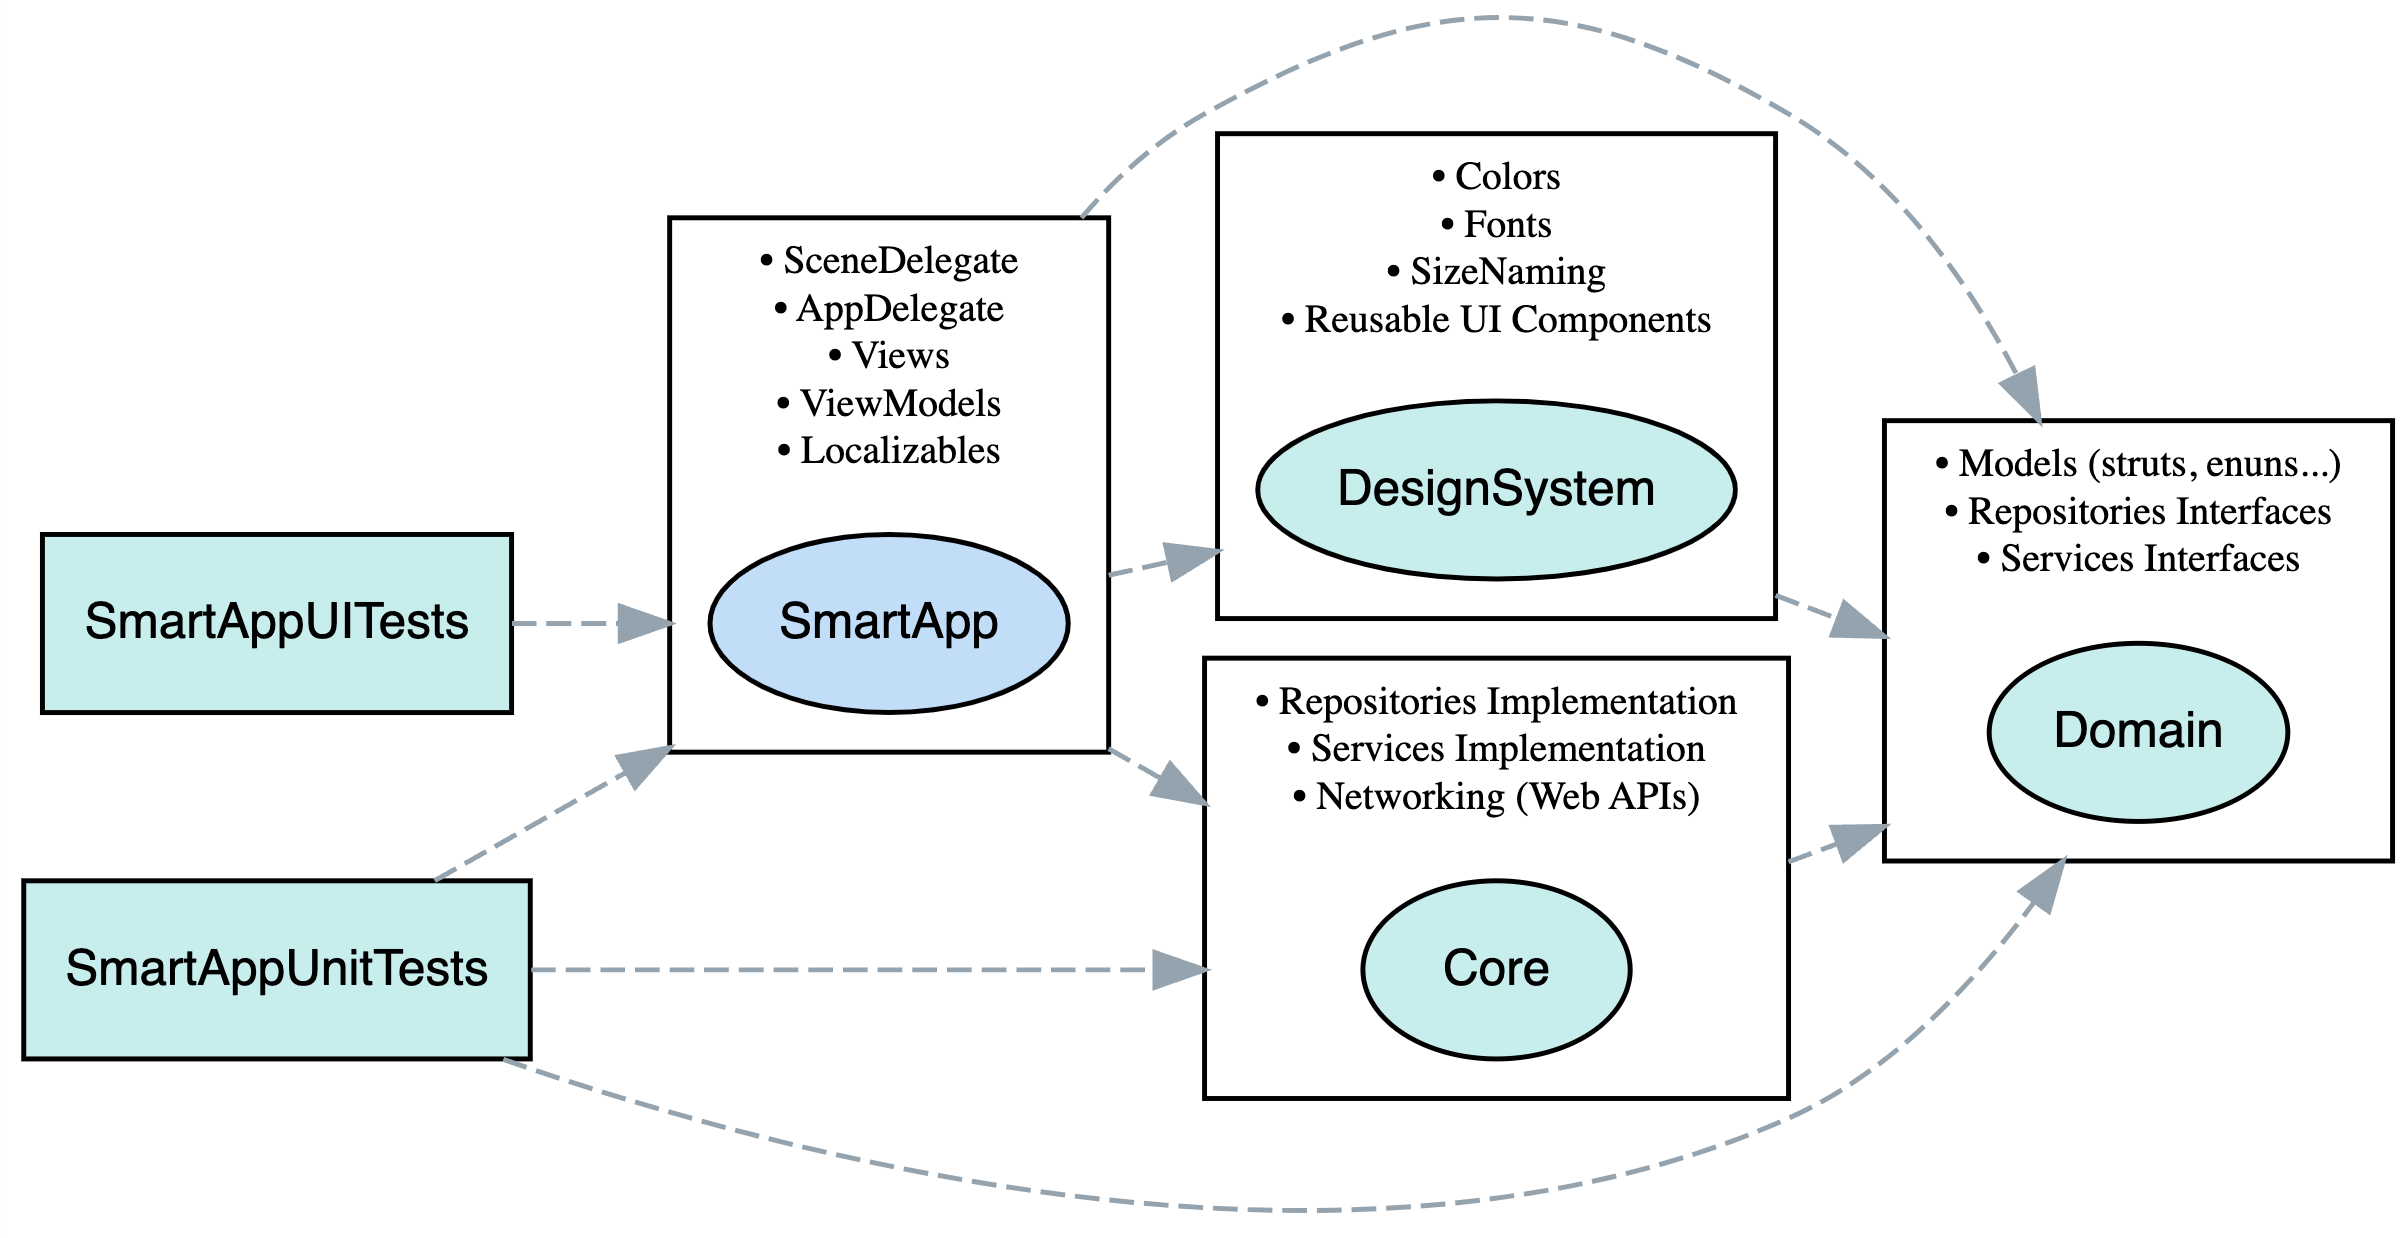 SmartAppUITests
SmartAppUnitTests
• SceneDelegate
• AppDelegate
• Views
• ViewModels
• Localizables
SmartApp
• Colors
• Fonts
• SizeNaming
• Reusable UI Components
DesignSystem
• Repositories Implementation
• Services Implementation
• Networking (Web APIs)
Core
• Models (struts, enuns...)
• Repositories Interfaces
• Services Interfaces
Domain